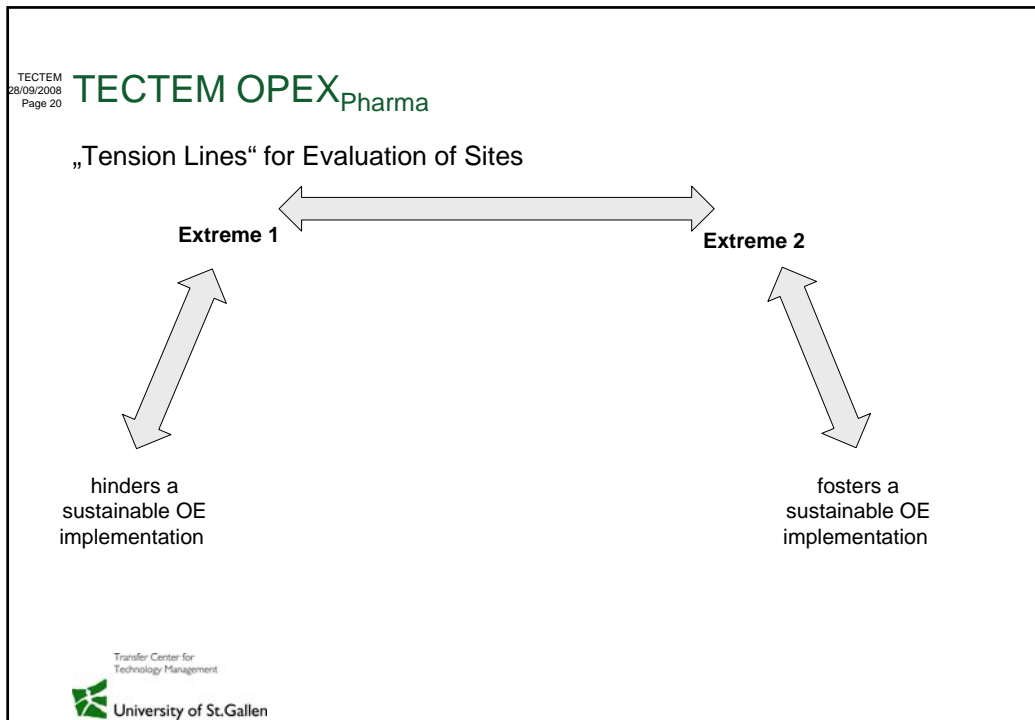 TECTEM
28/09/2008
Page 20
TECTEM OPEX Pharma
„Tension Lines“ for Evaluation of Sites
Extreme 1
Extreme 2
hinders a
sustainable OE
implementation
fosters a
sustainable OE
implementation
Transfer Center for
Technology Management
University of St.Gallen